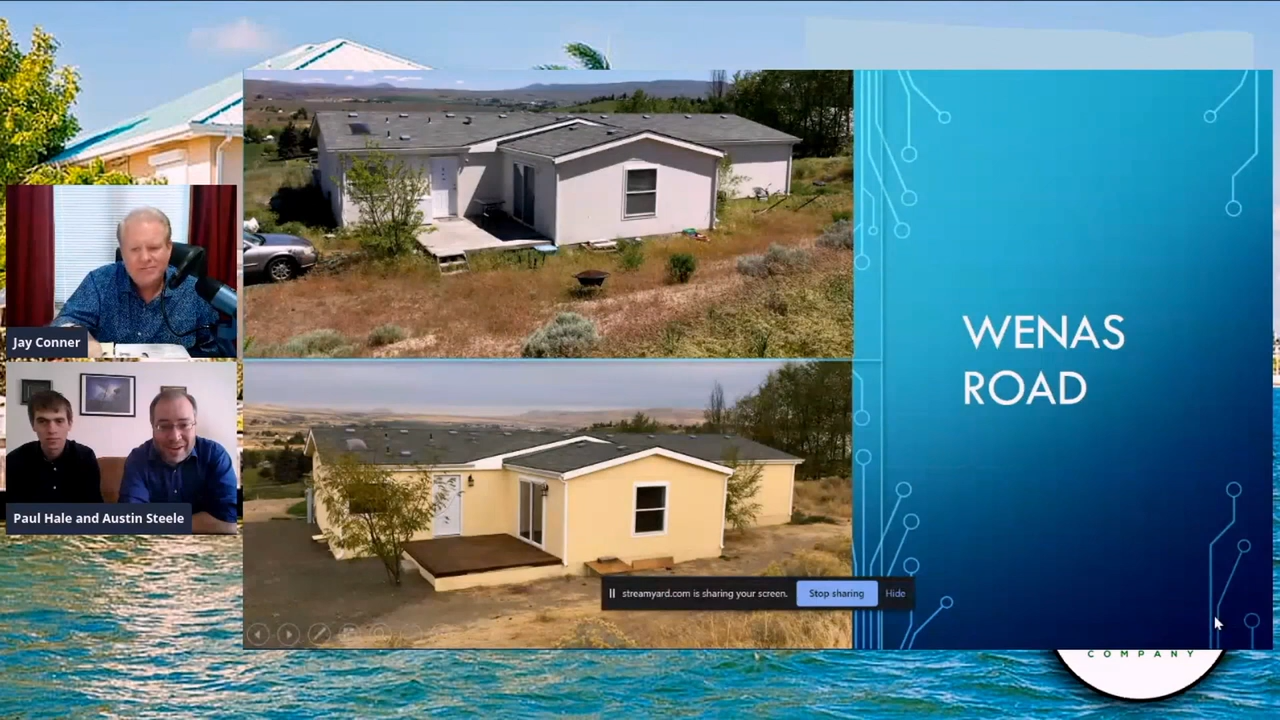 Jay Conner
Paul Hale and Austin Steele
WENAS
ROAD
streamyard.com is sharing your screen.
Stop sharing
Hide
COMPANY